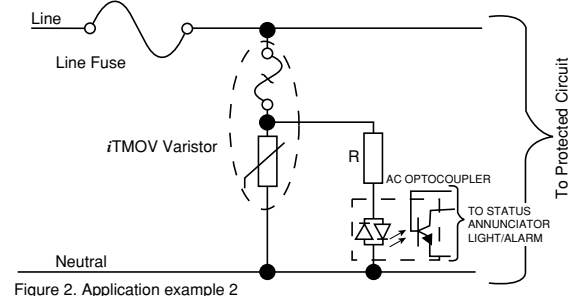 Line
Line Fuse
iTMOV Varistor
R
AC OPTOCOUPLER
TO STATUS
ANNUNCIATOR
LIGHT/ALARM
To Protected Circuit
Neutral
Figure 2. Application example 2